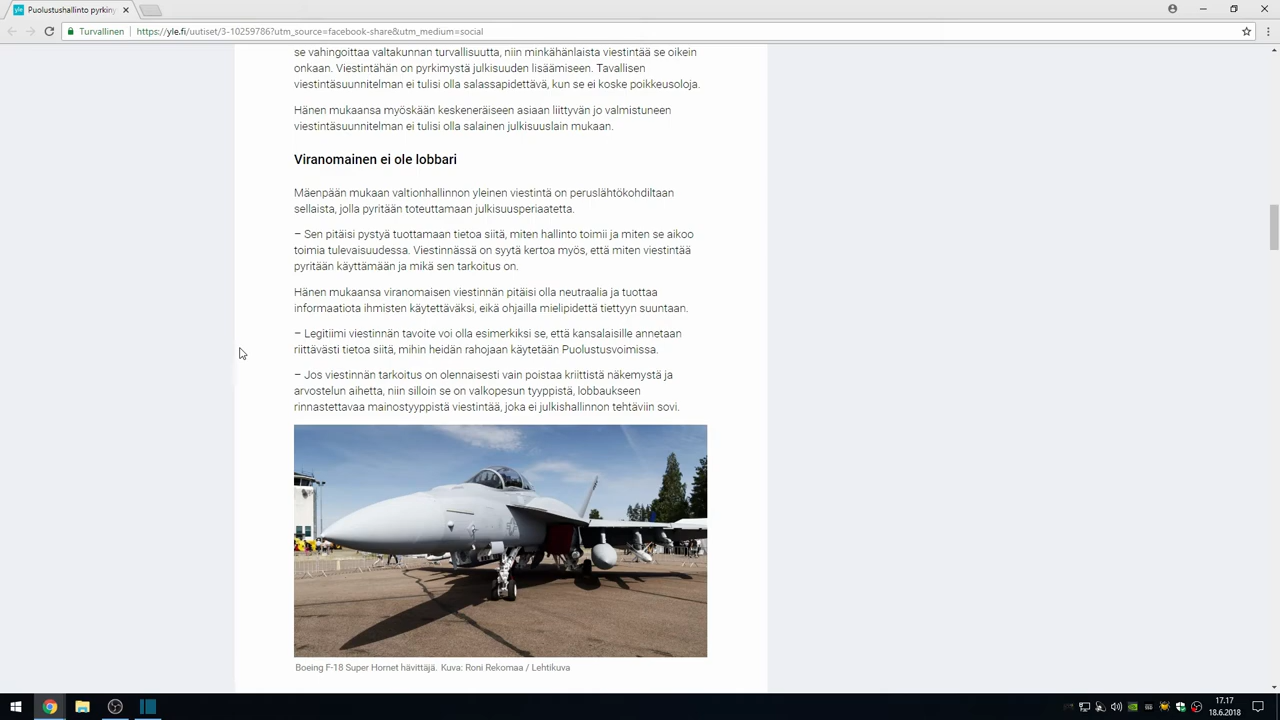 Puolustushallinto pyrkiny
Turvallinen
https://yle.fi/uutiset/3-10259786?utm_source=facebook-share&utm_medium=social
se vahingoittaa valtakunnan turvallisuutta, niin minkähänlaista viestintää se oikein
onkaan. Viestintähän on pyrkimystä julkisuuden lisäämiseen. Tavallisen
viestintäsuunnitelman ei tulisi olla salassapidettävä, kun se ei koske poikkeusoloja.
Hänen mukaansa myöskään keskeneräiseen asiaan liittyvän jo valmistuneen
viestintäsuunnitelman ei tulisi olla salainen julkisuuslain mukaan.
Viranomainen ei ole lobbari
Mäenpään mukaan valtionhallinnon yleinen viestintä on peruslähtökohdiltaan
sellaista, jolla pyritään toteuttamaan julkisuusperiaatetta.
– Sen pitäisi pystyä tuottamaan tietoa siitä, miten hallinto toimii ja miten se aikoo
toimia tulevaisuudessa. Viestinnässä on syytä kertoa myös, että miten viestintää
pyritään käyttämään ja mikä sen tarkoitus on.
Hänen mukaansa viranomaisen viestinnän pitäisi olla neutraalia ja tuottaa
informaatiota ihmisten käytettäväksi, eikä ohjailla mielipidettä tiettyyn suuntaan.
– Legitiimi viestinnän tavoite voi olla esimerkiksi se, että kansalaisille annetaan
riittävästi tietoa siitä, mihin heidän rahojaan käytetään Puolustusvoimissa.
– Jos viestinnän tarkoitus on olennaisesti vain poistaa kriittistä näkemystä ja
arvostelun aihetta, niin silloin se on valkopesun tyyppistä, lobbaukseen
rinnastettavaa mainostyyppistä viestintää, joka ei julkishallinnon tehtäviin sovi.
Boeing F-18 Super Hornet hävittäjä. Kuva: Roni Rekomaa / Lehtikuva
17.17
18.6.2018